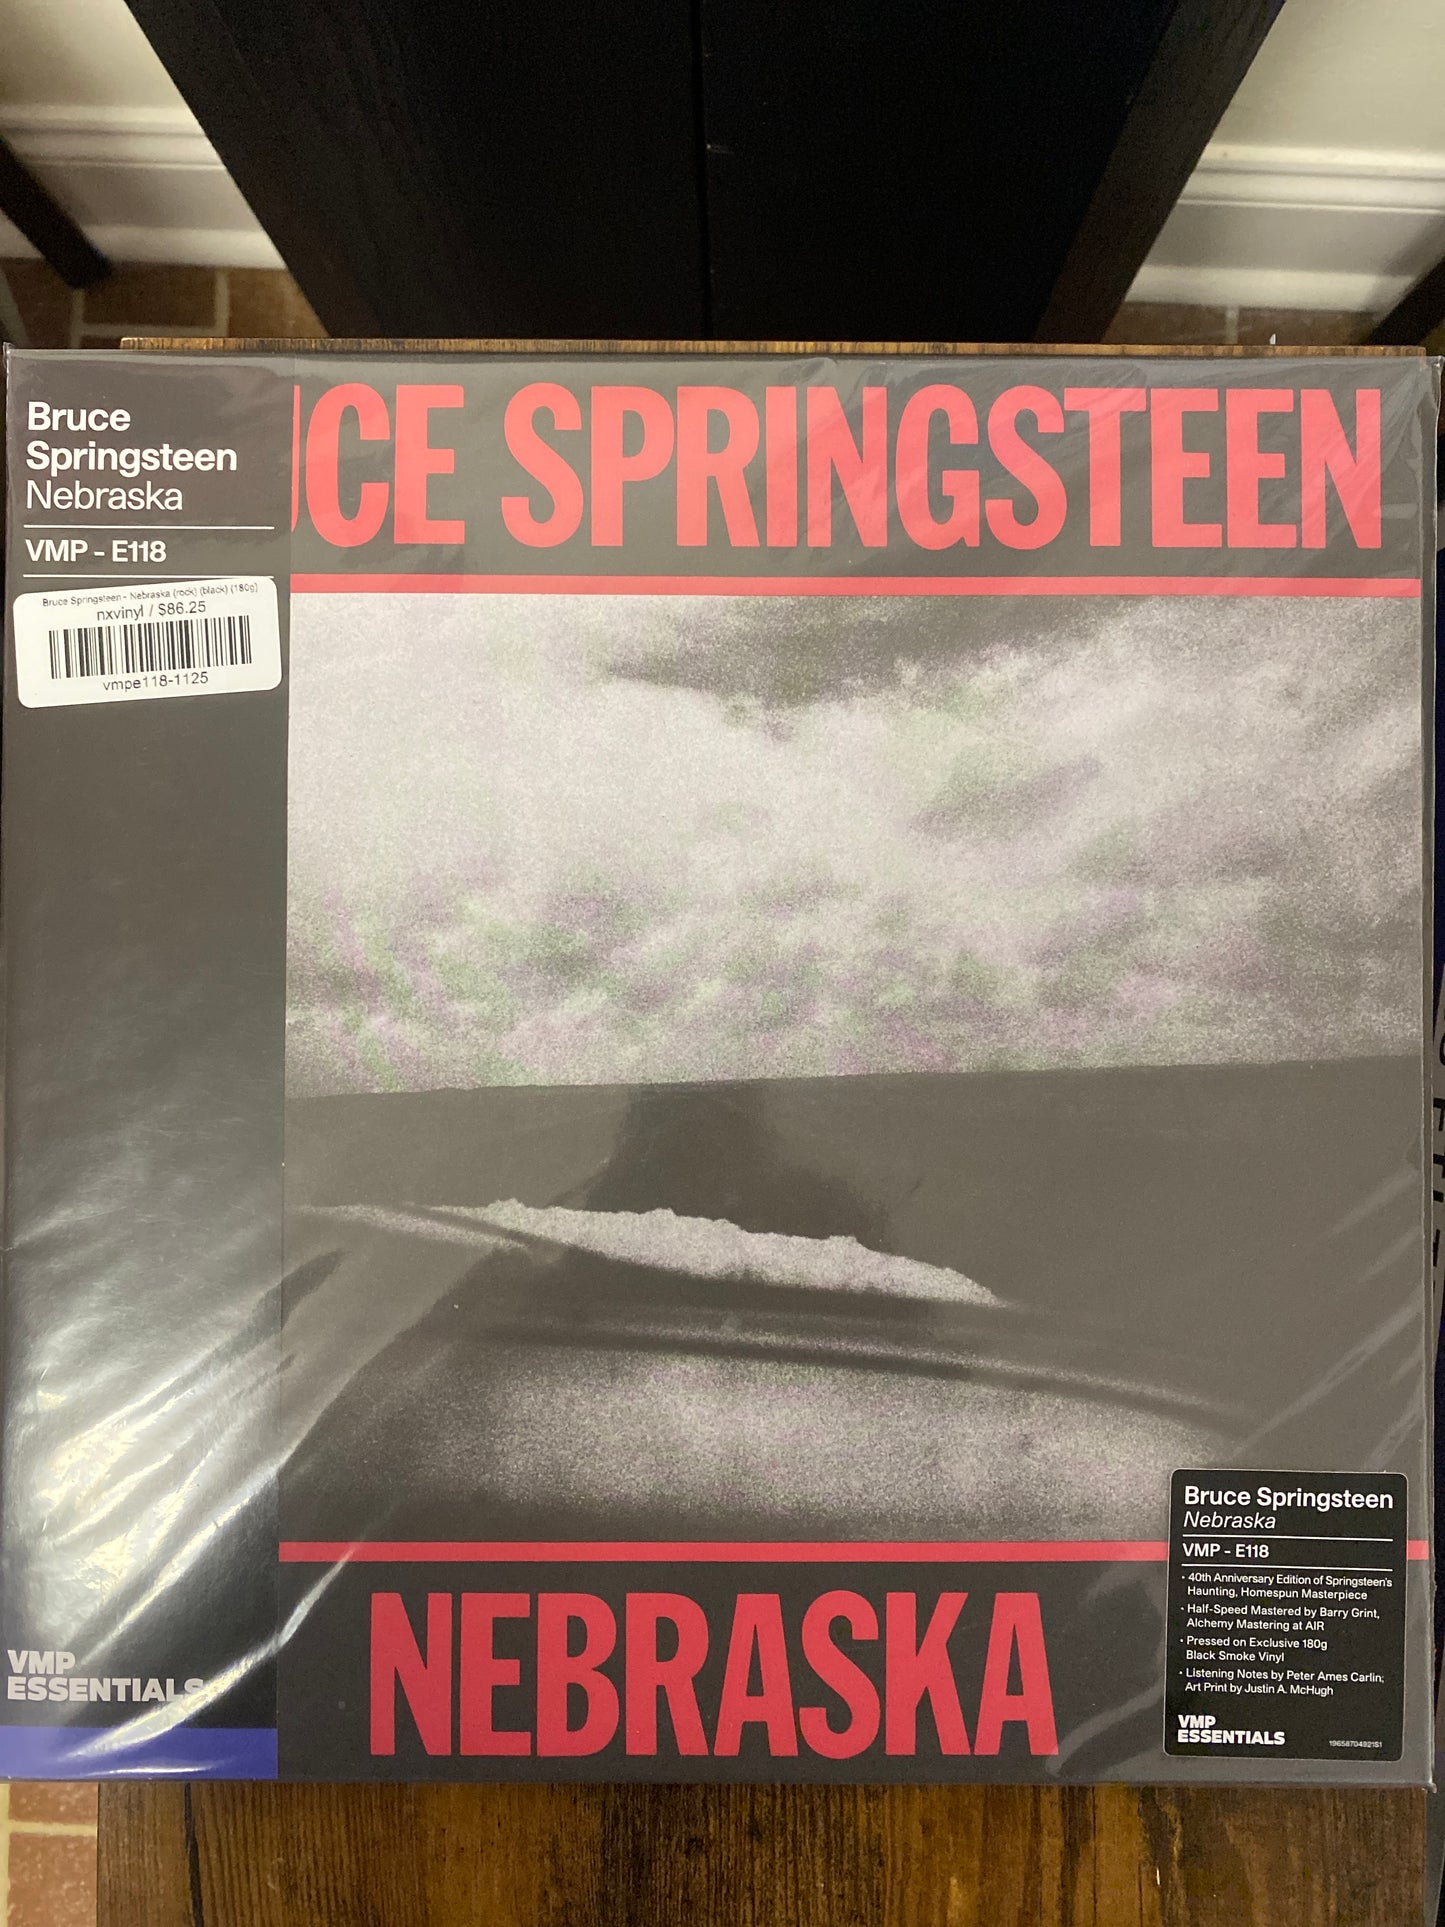 Bruce
Springsteen
Nebraska
VMP - E118
Bruce Springsteen - Nebraska (rock) (black) (180g)
nxvinyl / $86.25
vmpe118-1125
UCE SPRINGSTEEN
NEBRASKA
VMP
ESSENTIALS
Bruce Springsteen
Nebraska
VMP - E118
• 40th Anniversary Edition of Springsteen's
Haunting, Homespun Masterpiece
• Half-Speed Mastered by Barry Grint,
Alchemy Mastering at AIR
• Pressed on Exclusive 180g
Black Smoke Vinyl
• Listening Notes by Peter Ames Carlin;
Art Print by Justin A. McHugh
VMP
ESSENTIALS